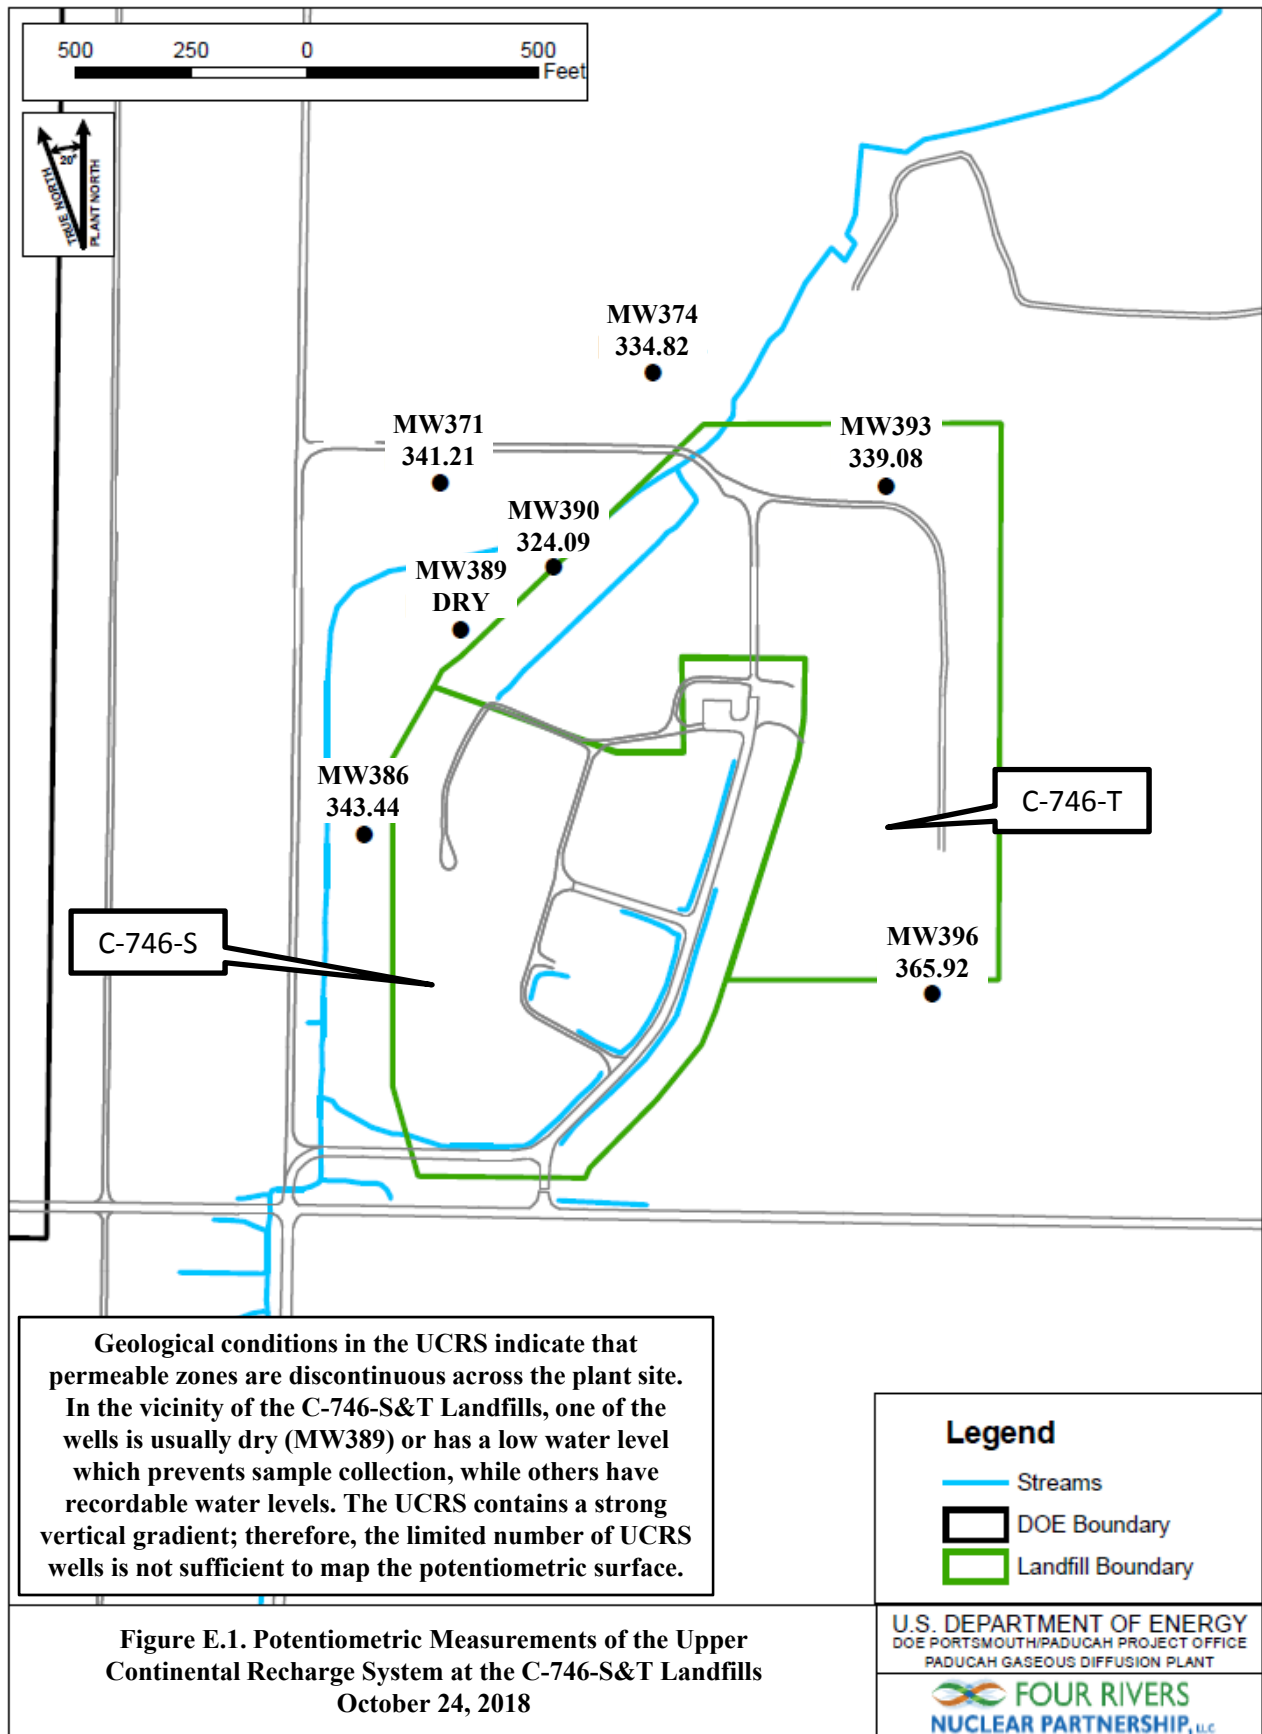 500 250 0 500
Feet
20°
TRUE NORTH
PLANT NORTH
MW374
334.82
MW371
341.21
MW393
339.08
MW390
324.09
MW389
DRY
MW386
343.44
C-746-T
C-746-S
MW396
365.92
Geological conditions in the UCRS indicate that
permeable zones are discontinuous across the plant site.
In the vicinity of the C-746-S&T Landfills, one of the
wells is usually dry (MW389) or has a low water level
which prevents sample collection, while others have
recordable water levels. The UCRS contains a strong
vertical gradient; therefore, the limited number of UCRS
wells is not sufficient to map the potentiometric surface.
Legend
Streams
DOE Boundary
Landfill Boundary
Figure E.1. Potentiometric Measurements of the Upper
Continental Recharge System at the C-746-S&T Landfills
October 24, 2018
U.S. DEPARTMENT OF ENERGY
DOE PORTSMOUTH/PADUCAH PROJECT OFFICE
PADUCAH GASEOUS DIFFUSION PLANT
FOUR RIVERS
NUCLEAR PARTNERSHIP, LLC